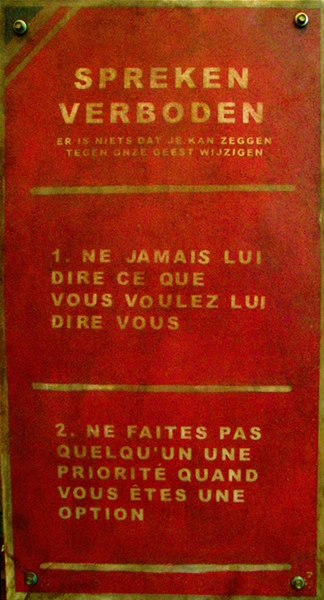 SPREKEN
VERBODEN
ER IS NIETS DAT JE KAN ZEGGEN
TEGEN ONZE GEEST WIJZIGEN
1. NE JAMAIS LUI
DIRE CE QUE
VOUS VOULEZ LUI
DIRE VOUS
2. NE FAITES PAS
QUELQU'UN UNE
PRIORITÉ QUAND
VOUS ÊTES UNE
OPTION